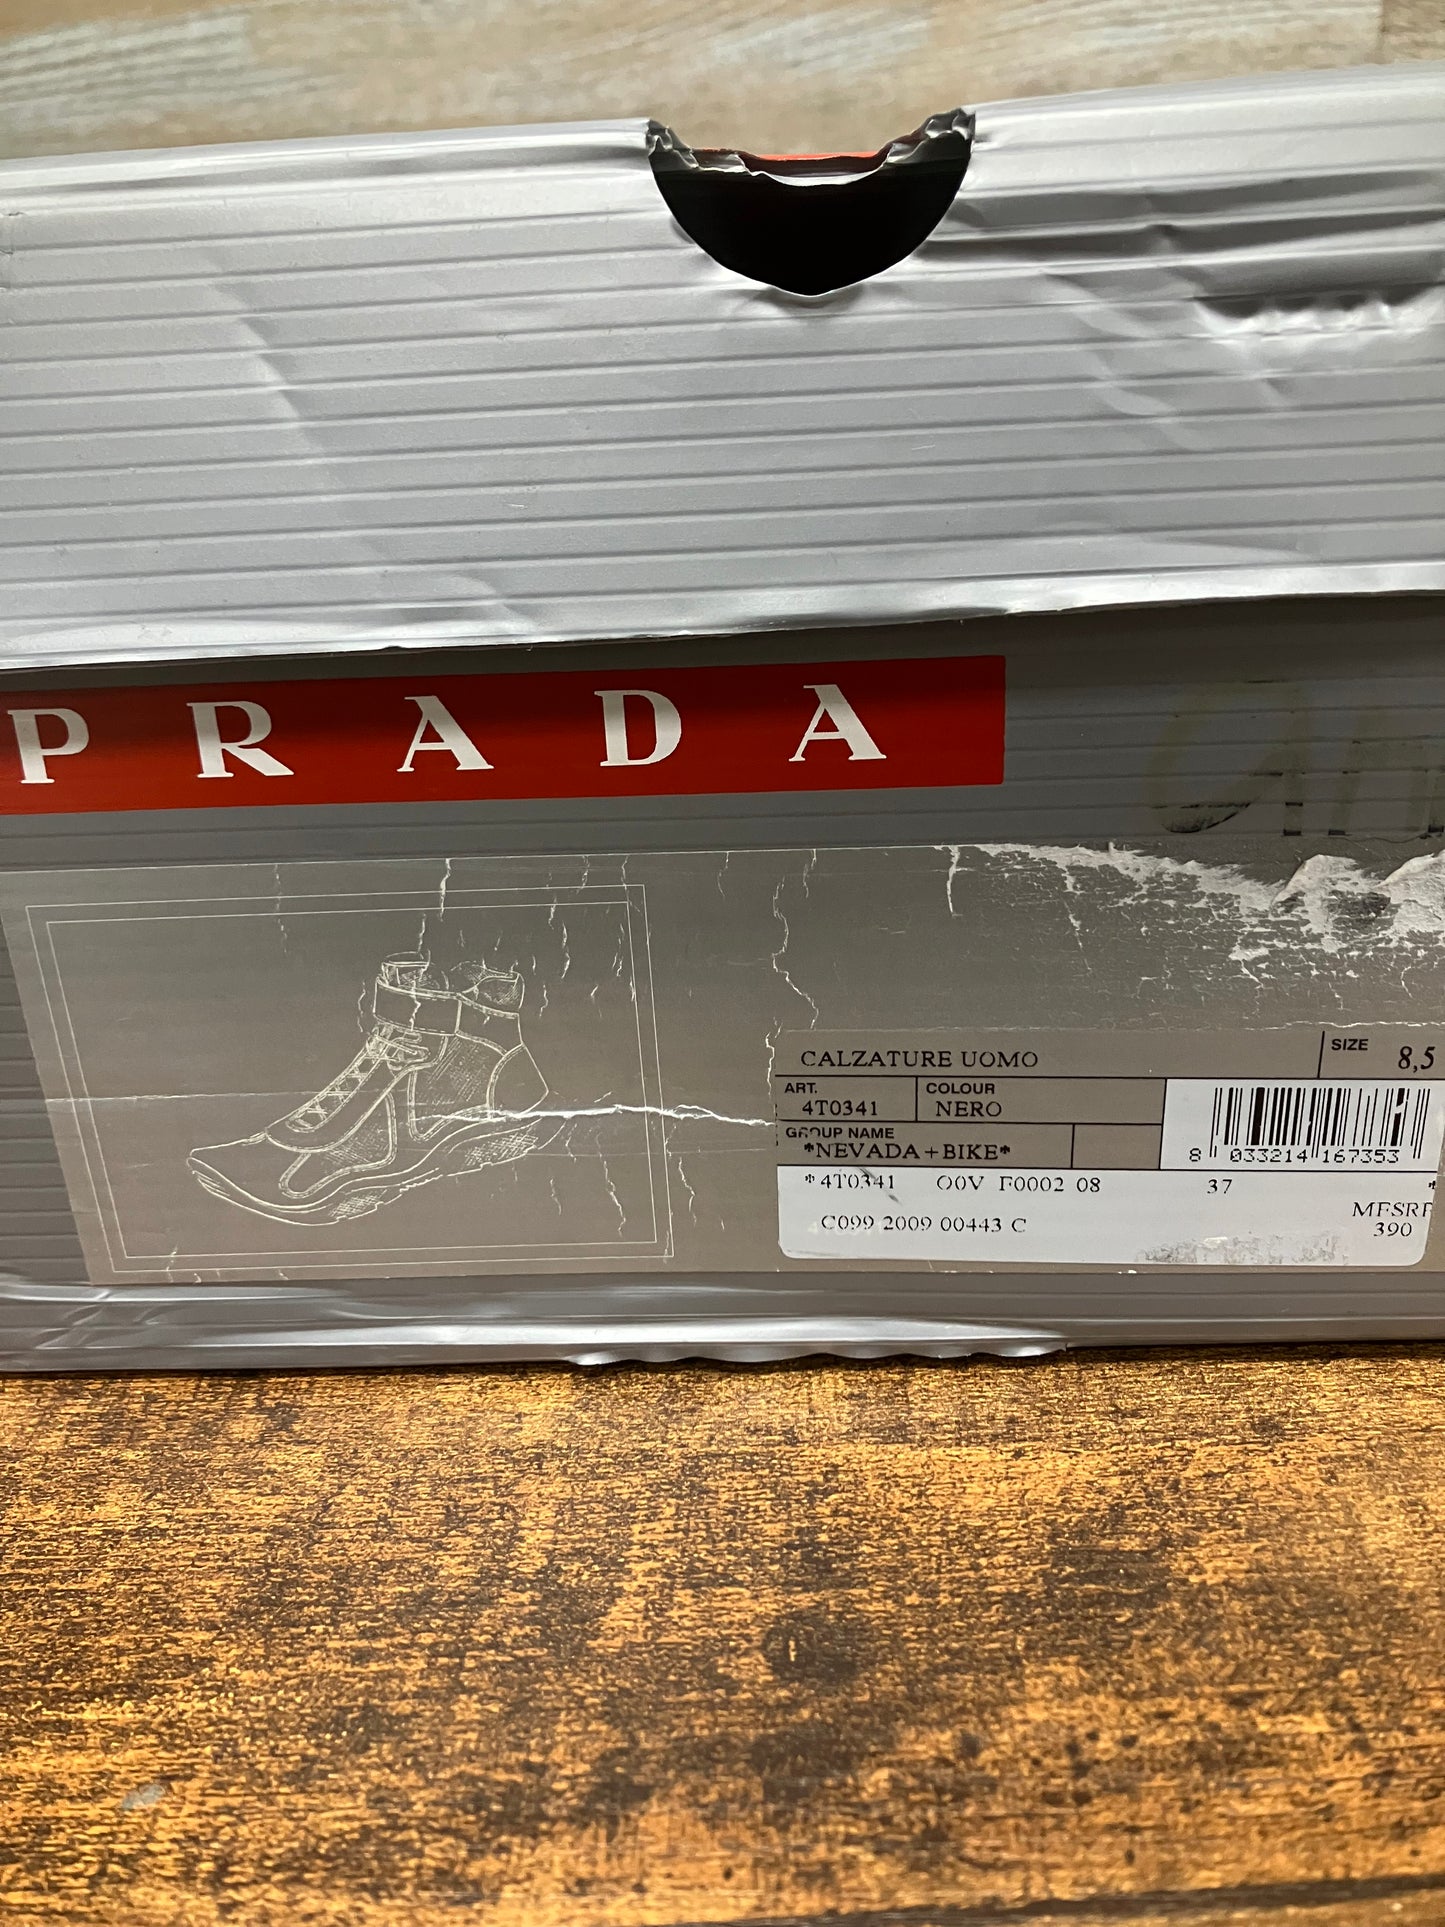 PRADA
CALZATURE UOMO
SIZE 8,5
ART.
4T0341
COLOUR
NERO
GROUP NAME
*NEVADA+BIKE*
8 033214 167353
*4T0341 O0V F0002 08 37 *
MFSRF
C099 2009 00443 C 390